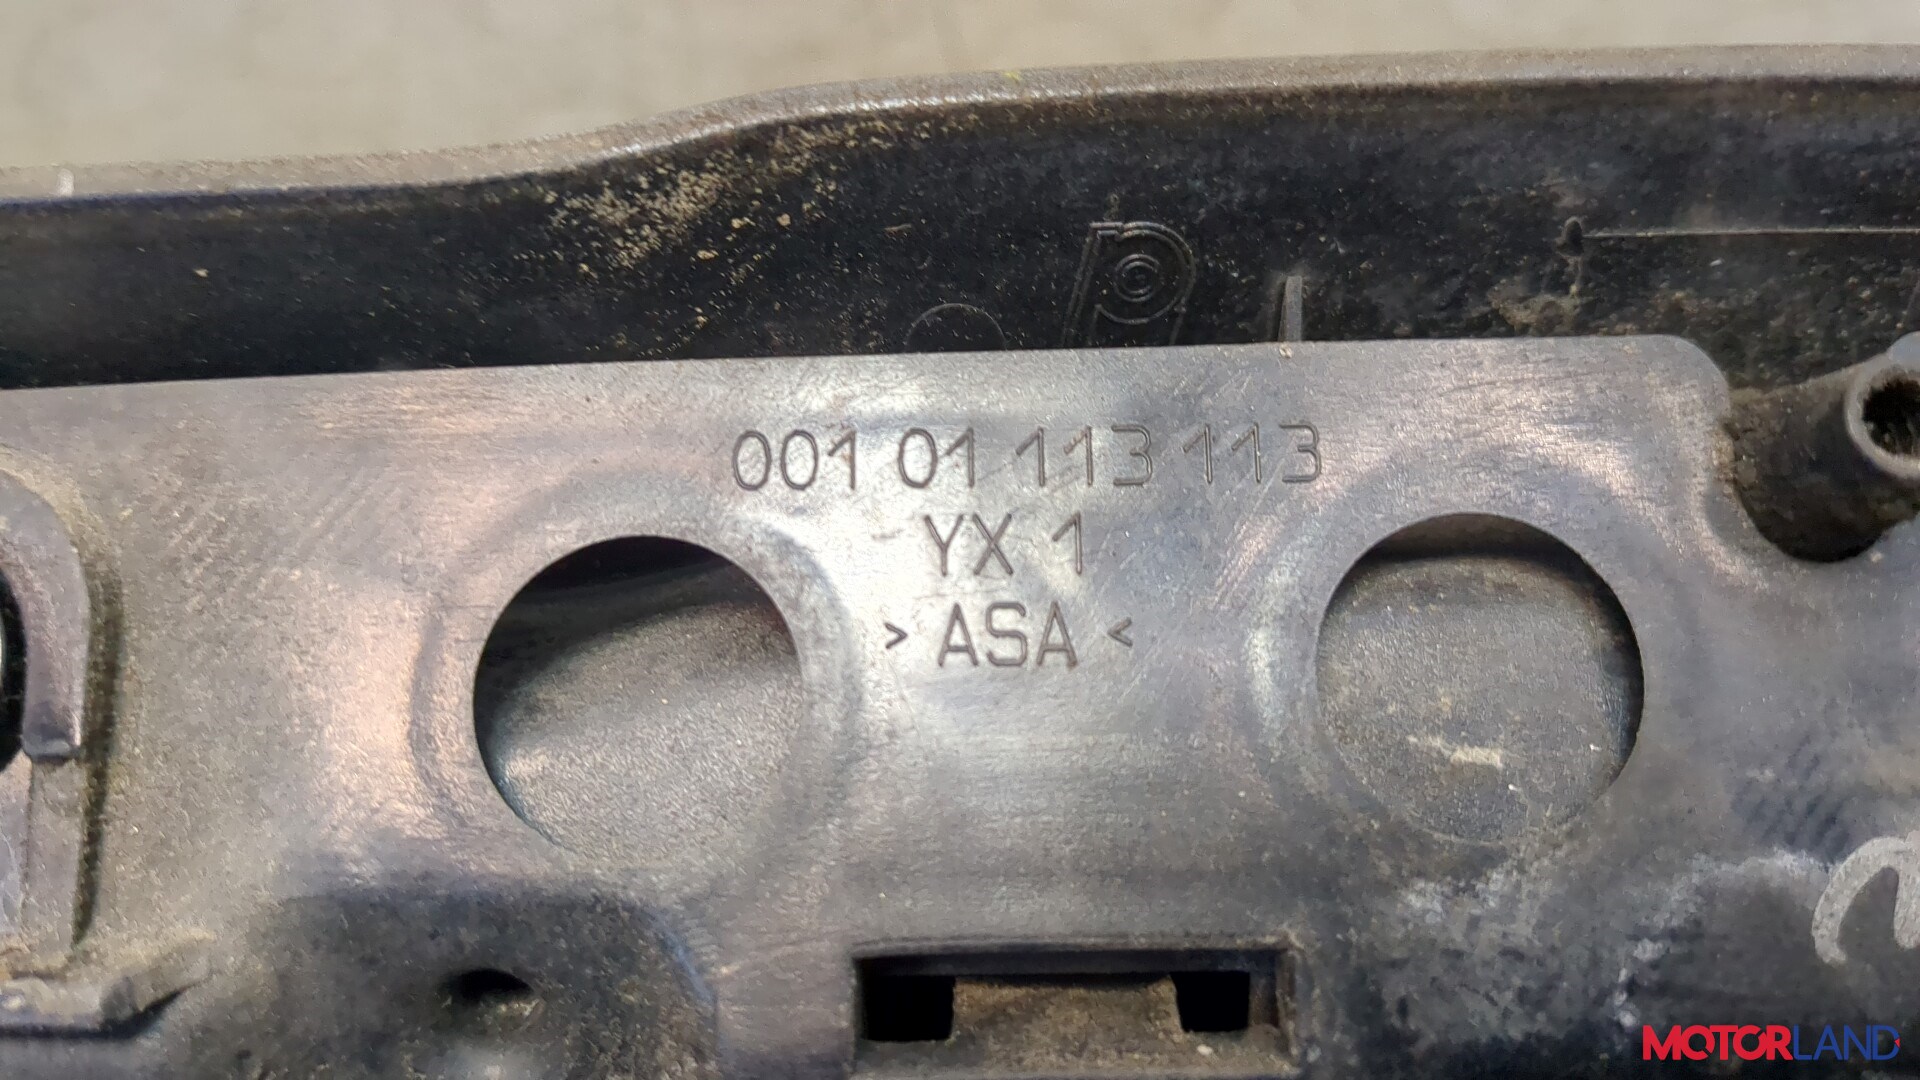 001 01 113 113
YX 1
> ASA <
MOTORLAND